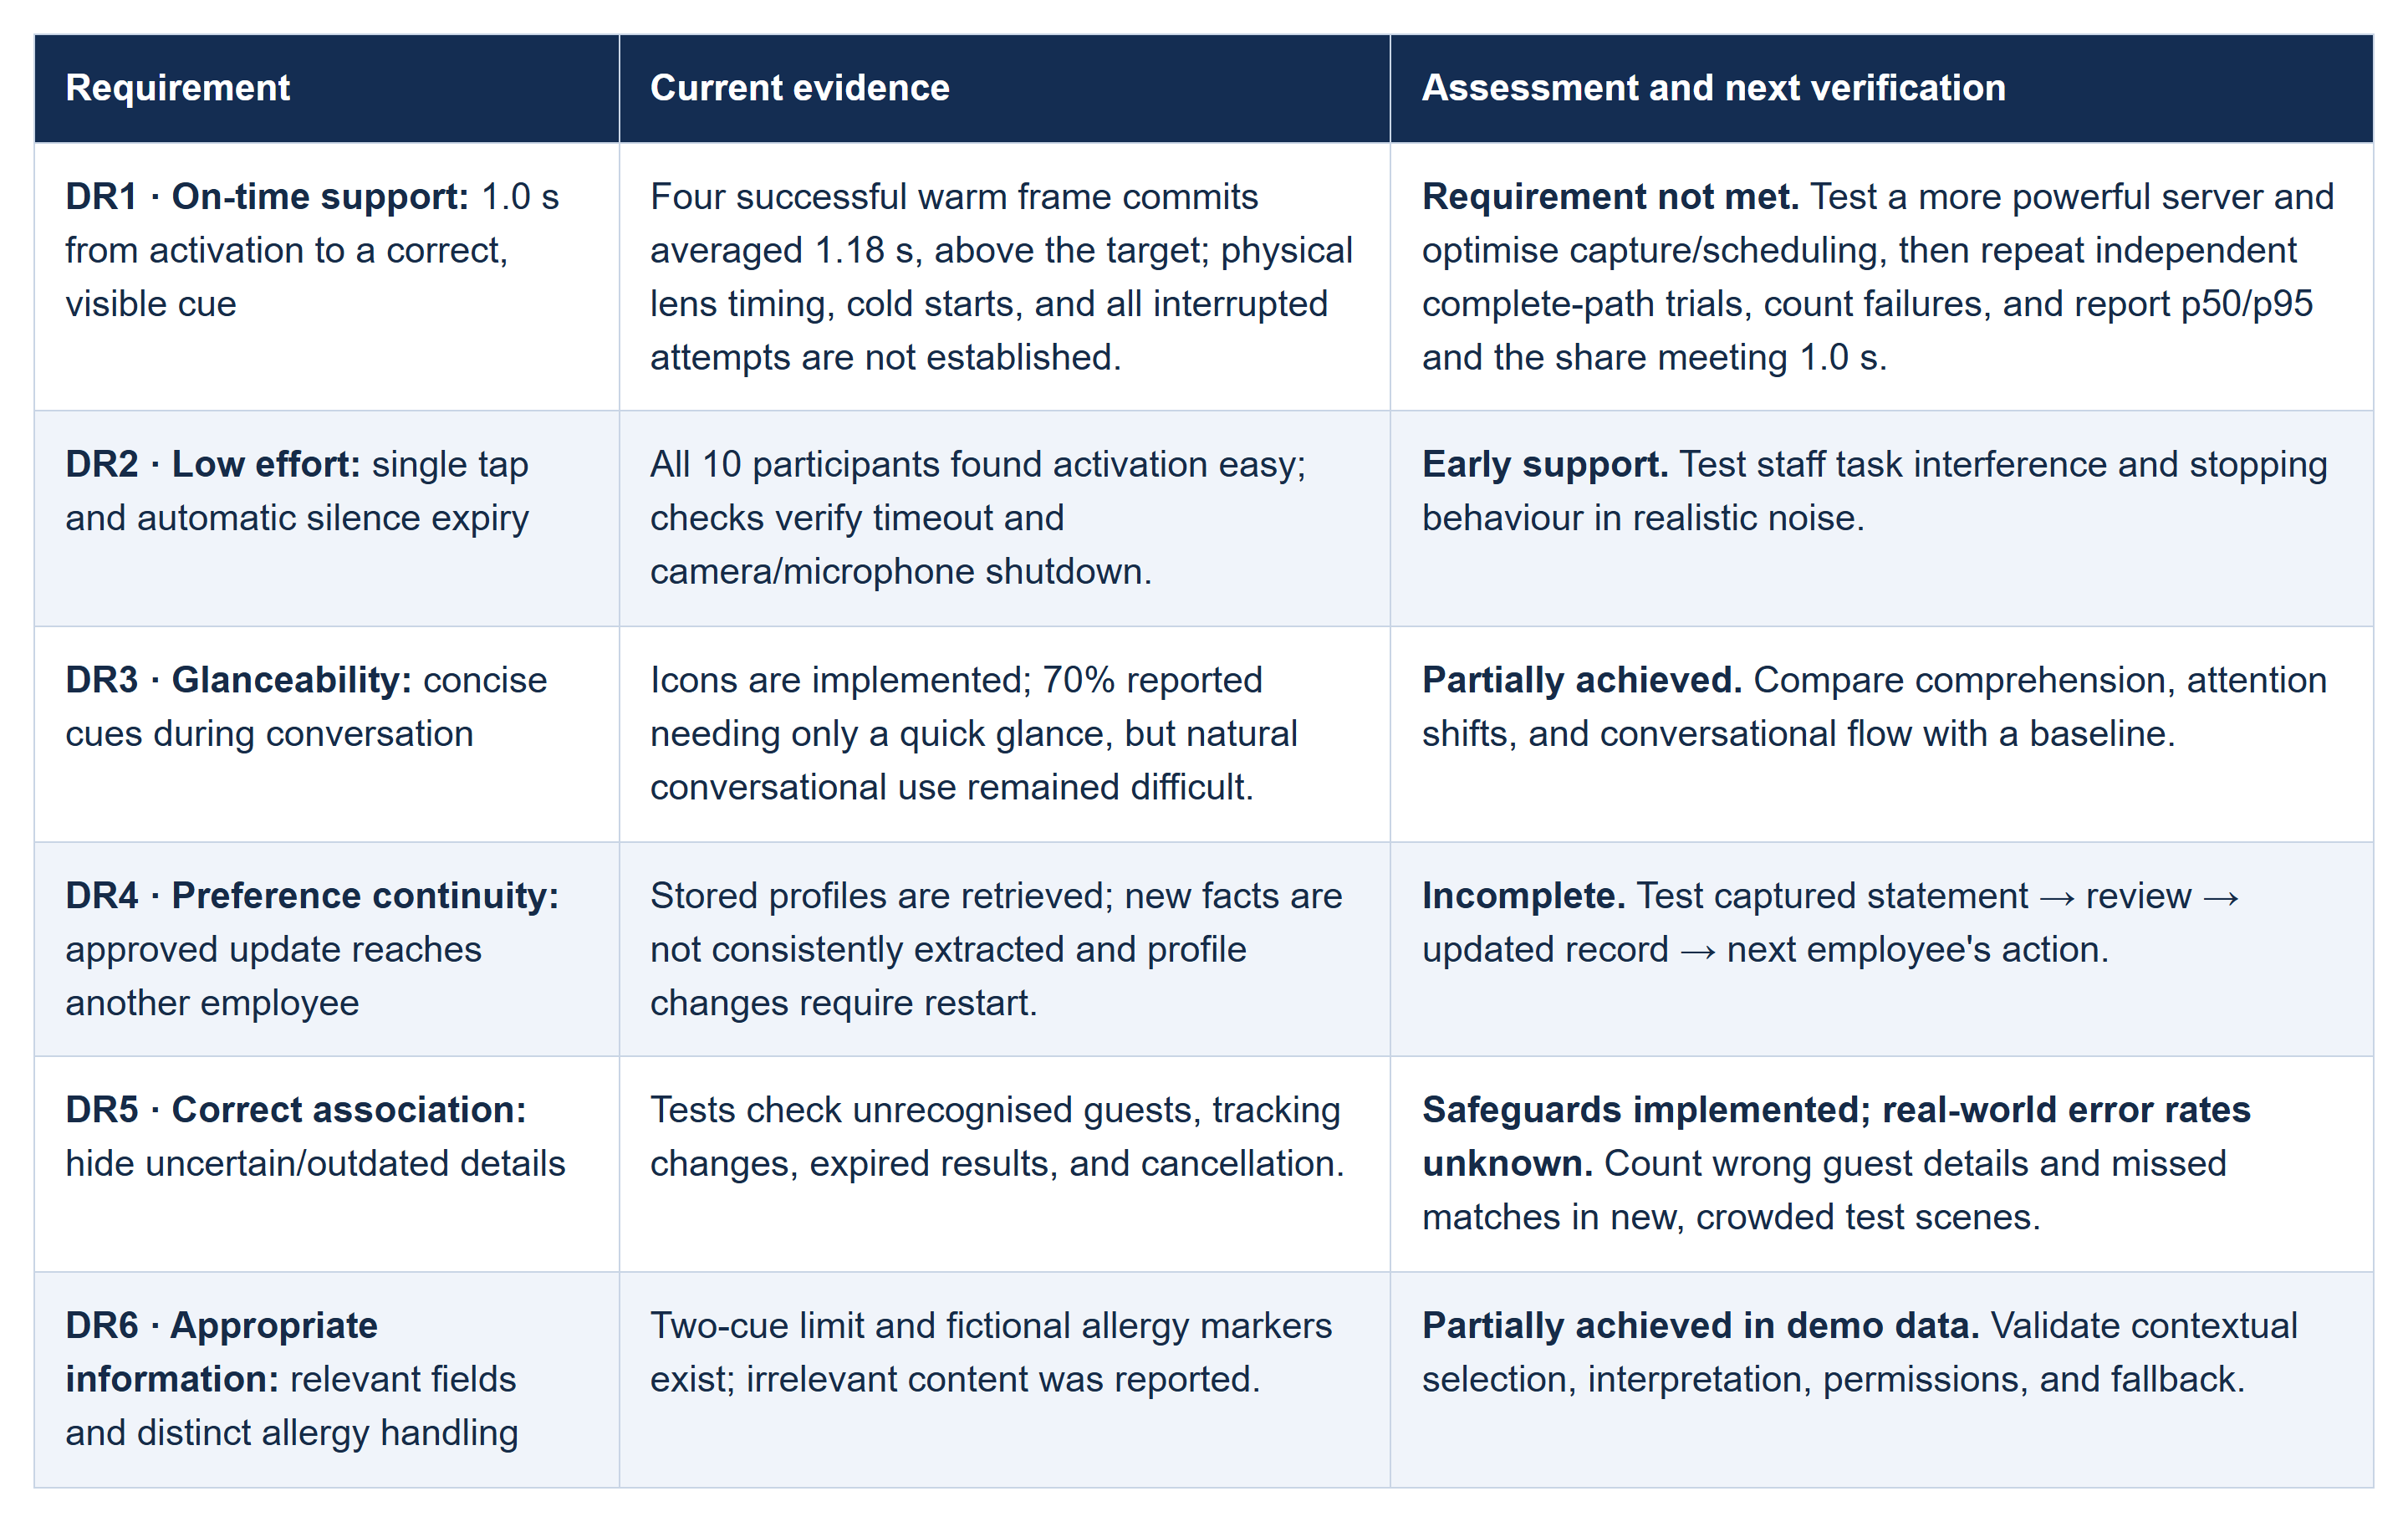 Requirement
Current evidence
Assessment and next verification
DR1 · On-time support: 1.0 s
from activation to a correct,
visible cue
Four successful warm frame commits
averaged 1.18 s, above the target; physical
lens timing, cold starts, and all interrupted
attempts are not established.
Requirement not met. Test a more powerful server and
optimise capture/scheduling, then repeat independent
complete-path trials, count failures, and report p50/p95
and the share meeting 1.0 s.
DR2 · Low effort: single tap
and automatic silence expiry
All 10 participants found activation easy;
checks verify timeout and
camera/microphone shutdown.
Early support. Test staff task interference and stopping
behaviour in realistic noise.
DR3 · Glanceability: concise
cues during conversation
Icons are implemented; 70% reported
needing only a quick glance, but natural
conversational use remained difficult.
Partially achieved. Compare comprehension, attention
shifts, and conversational flow with a baseline.
DR4 · Preference continuity:
approved update reaches
another employee
Stored profiles are retrieved; new facts are
not consistently extracted and profile
changes require restart.
Incomplete. Test captured statement → review →
updated record → next employee's action.
DR5 · Correct association:
hide uncertain/outdated details
Tests check unrecognised guests, tracking
changes, expired results, and cancellation.
Safeguards implemented; real-world error rates
unknown. Count wrong guest details and missed
matches in new, crowded test scenes.
DR6 · Appropriate
information: relevant fields
and distinct allergy handling
Two-cue limit and fictional allergy markers
exist; irrelevant content was reported.
Partially achieved in demo data. Validate contextual
selection, interpretation, permissions, and fallback.